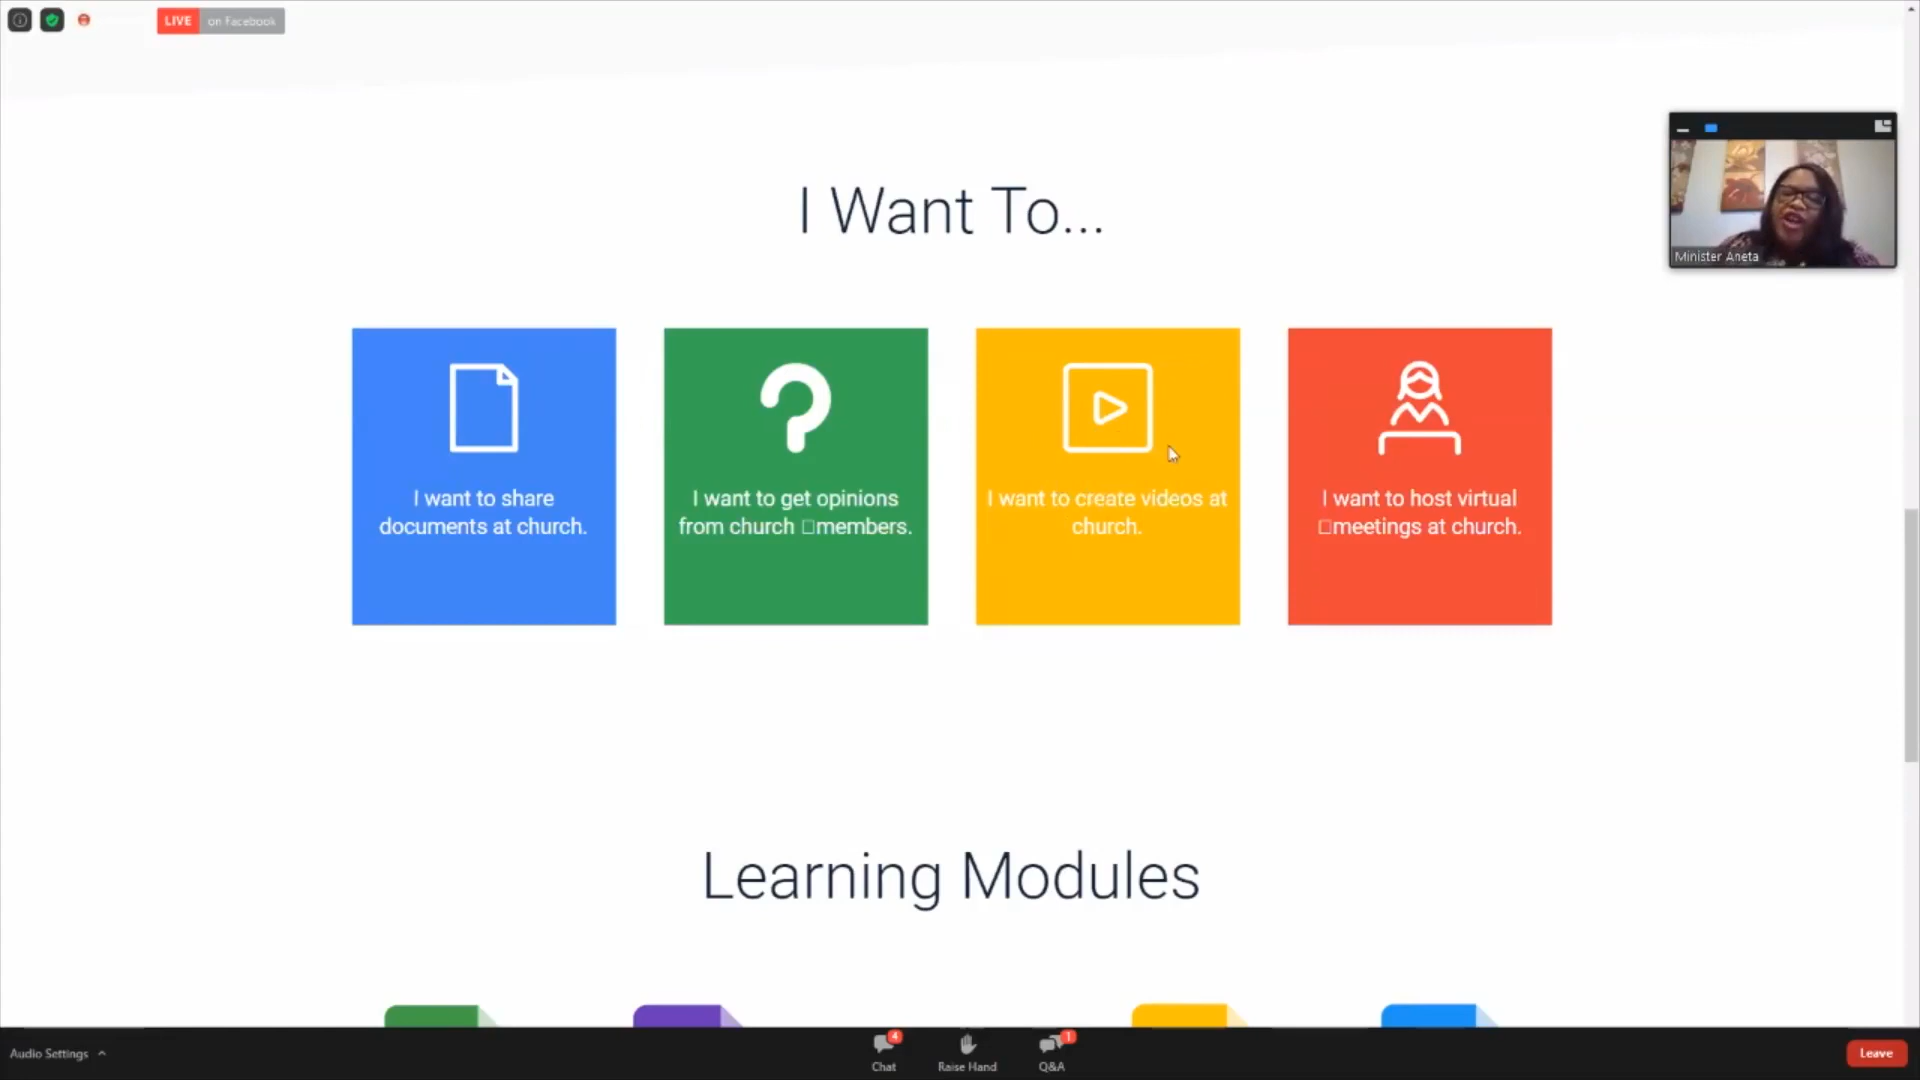 LIVE on Facebook
I Want To...
Minister Aneta
I want to share
documents at church.
I want to get opinions
from church □members.
I want to create videos at
church.
I want to host virtual
□meetings at church.
Learning Modules
Audio Settings
4
Chat
Raise Hand
1
Q&A
Leave